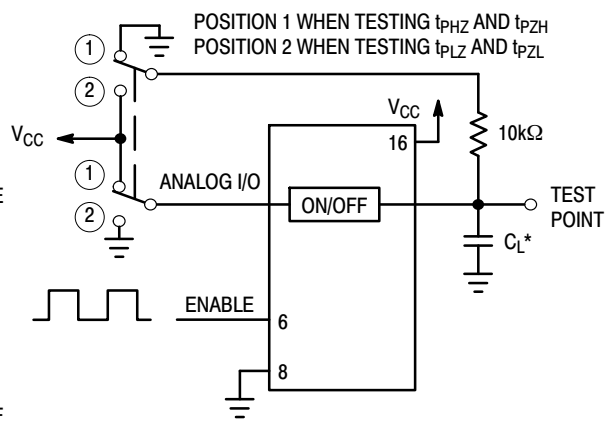 POSITION 1 WHEN TESTING tPHZ AND tPZH
POSITION 2 WHEN TESTING tPLZ AND tPZL
1
2
VCC
VCC
16
10kΩ
1
ANALOG I/O
ON/OFF
TEST
POINT
2
CL*
ENABLE
6
8
E
F